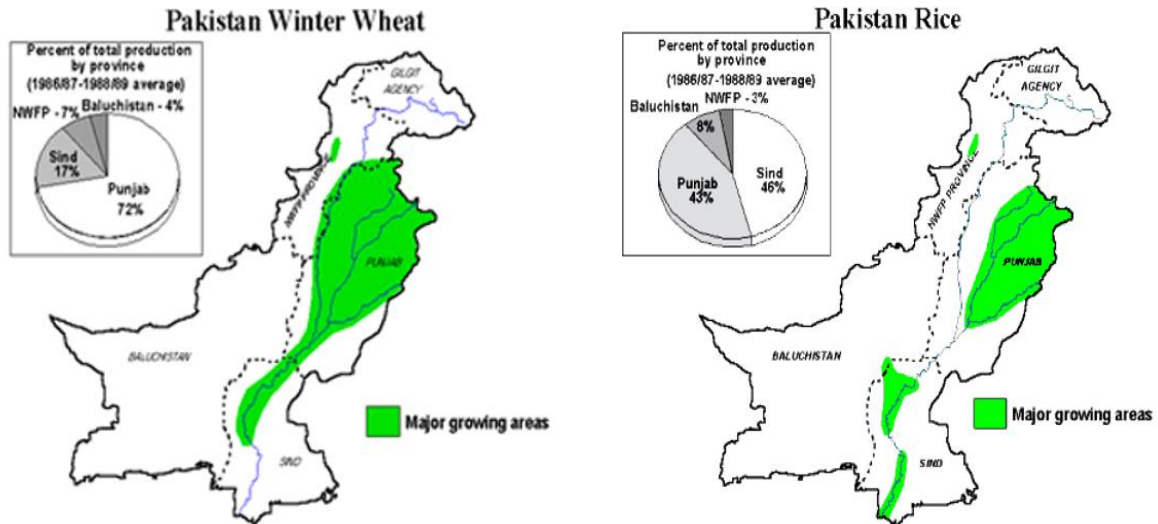 Pakistan Winter Wheat
Percent of total production
by province
(1986/87-1988/89 average)
NWFP - 7%
Baluchistan - 4%
Sind
17%
Punjab
72%
GILGIT
AGENCY
NWFP PROVINCE
PUNJAB
BALUCHISTAN
SIND
Major growing areas
Pakistan Rice
Percent of total production
by province
(1986/87-1988/89 average)
NWFP - 3%
Baluchistan
8%
Punjab
43%
Sind
46%
GILGIT
AGENCY
NWFP PROVINCE
PUNJAB
BALUCHISTAN
SIND
Major growing areas